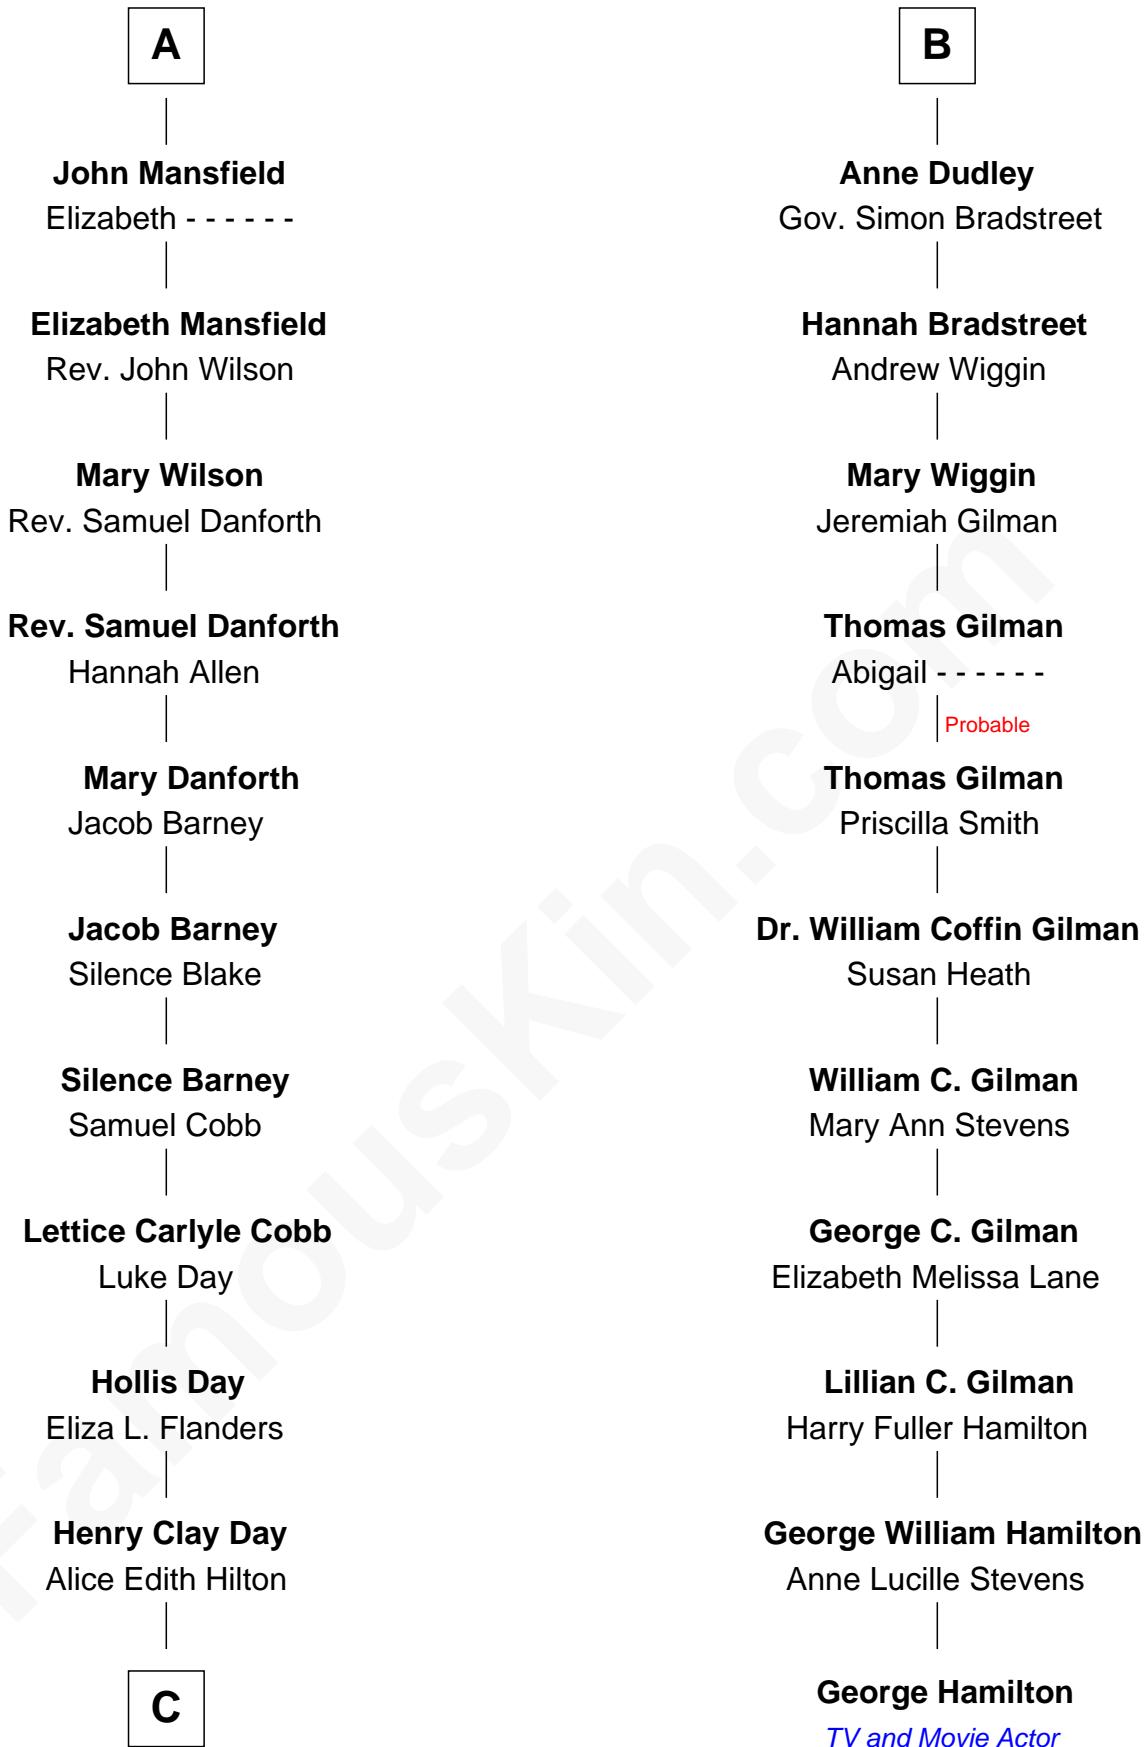 A
John Mansfield
Elizabeth - - - - - -
Elizabeth Mansfield
Rev. John Wilson
Mary Wilson
Rev. Samuel Danforth
Rev. Samuel Danforth
Hannah Allen
Mary Danforth
Jacob Barney
Jacob Barney
Silence Blake
Silence Barney
Samuel Cobb
Lettice Carlyle Cobb
Luke Day
Hollis Day
Eliza L. Flanders
Henry Clay Day
Alice Edith Hilton
C
B
Anne Dudley
Gov. Simon Bradstreet
Hannah Bradstreet
Andrew Wiggin
Mary Wiggin
Jeremiah Gilman
Thomas Gilman
Abigail - - - - - -
Probable
Thomas Gilman
Priscilla Smith
Dr. William Coffin Gilman
Susan Heath
William C. Gilman
Mary Ann Stevens
George C. Gilman
Elizabeth Melissa Lane
Lillian C. Gilman
Harry Fuller Hamilton
George William Hamilton
Anne Lucille Stevens
George Hamilton
TV and Movie Actor
FamousKin.com